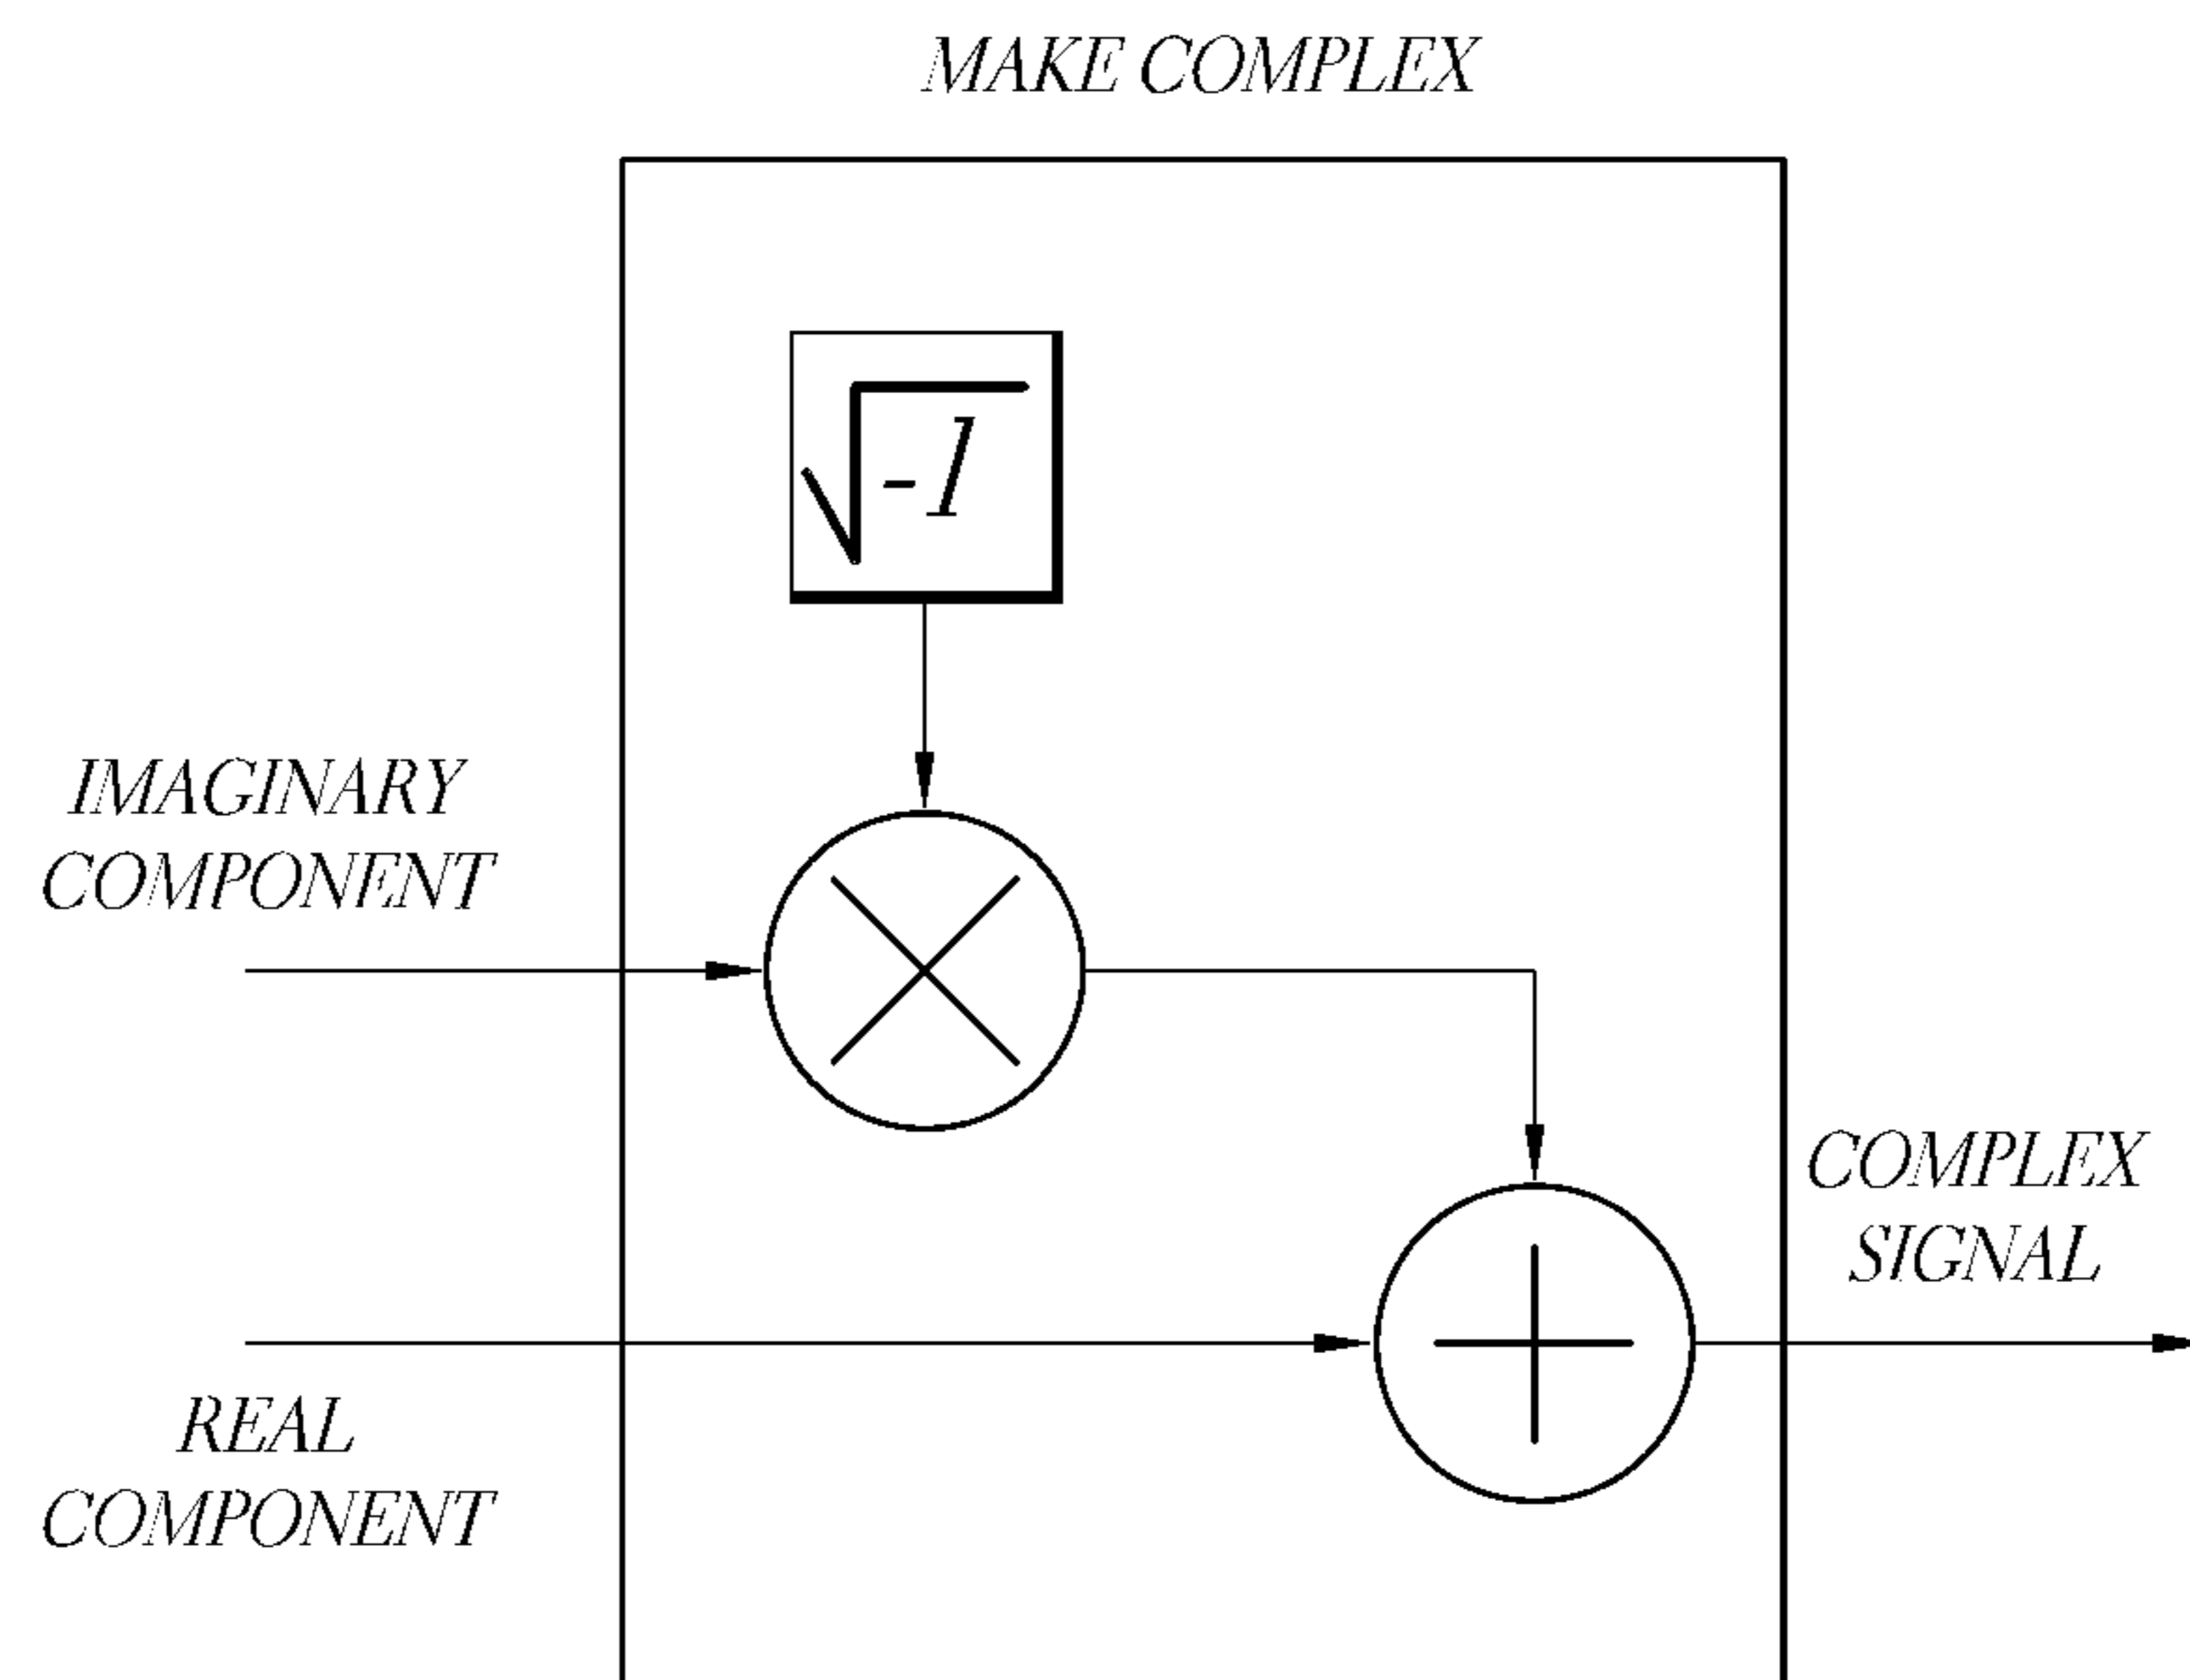 MAKE COMPLEX
√-1
IMAGINARY
COMPONENT
COMPLEX
SIGNAL
REAL
COMPONENT